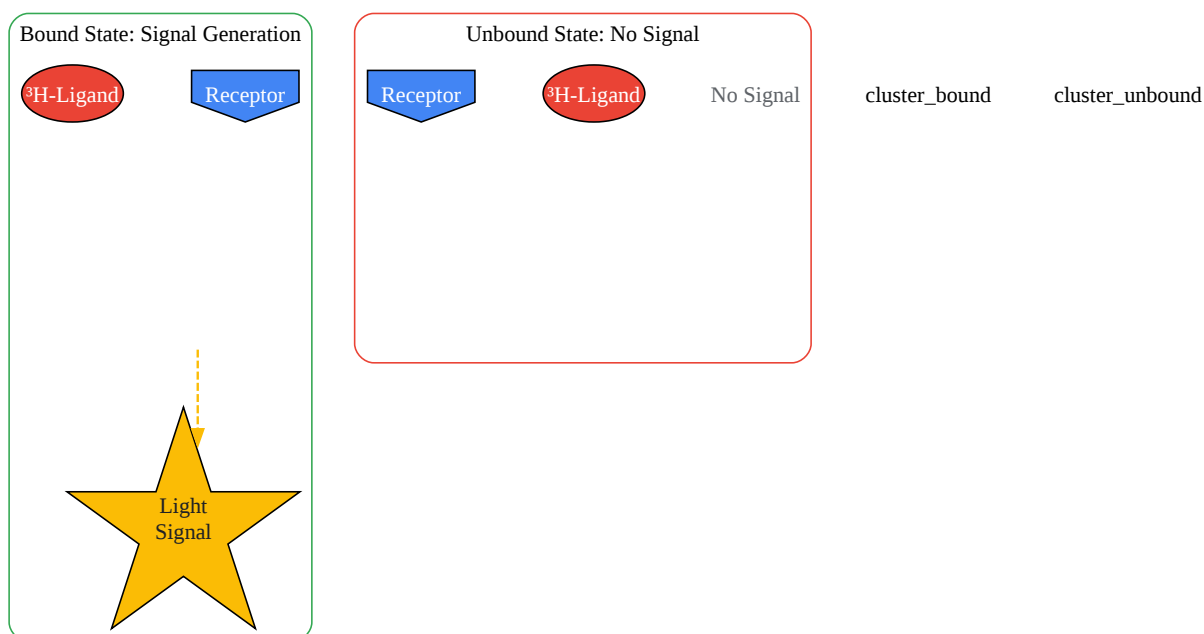 Bound State: Signal Generation
³H-Ligand
Receptor
Unbound State: No Signal
Receptor
³H-Ligand
No Signal
cluster_bound
cluster_unbound
Light
Signal